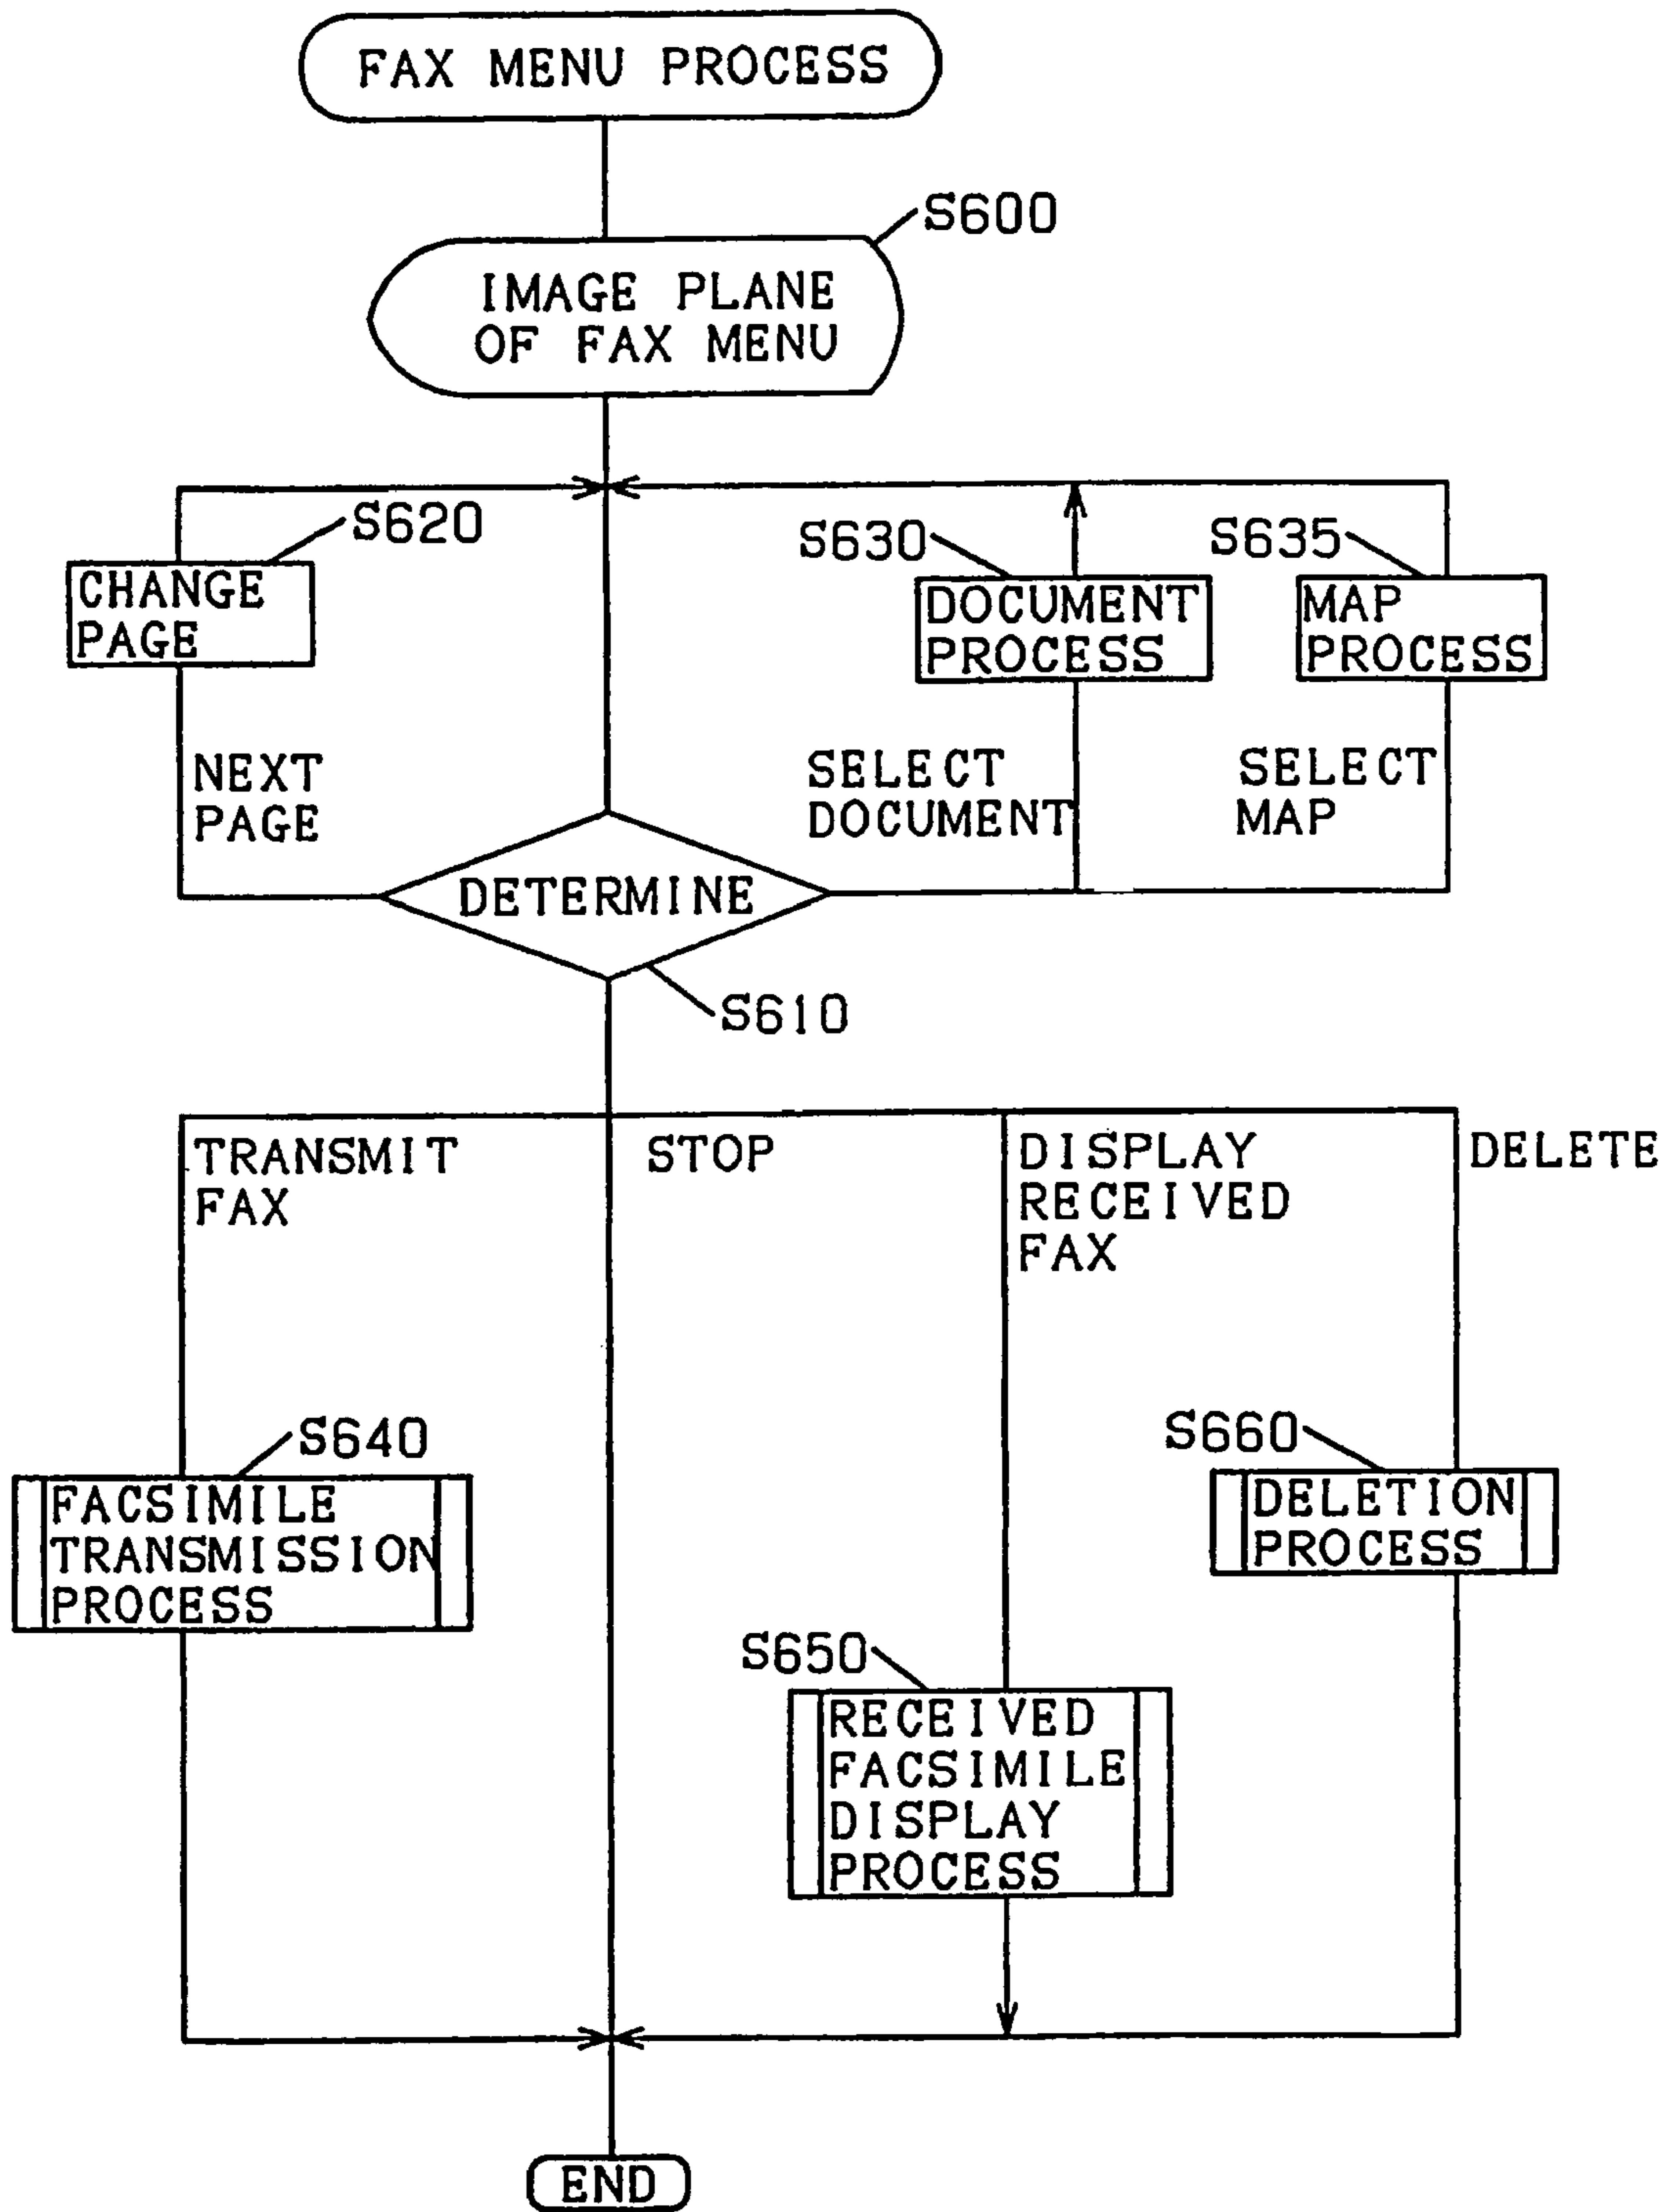 FAX MENU PROCESS
S600
IMAGE PLANE
OF FAX MENU
S620
S630
S635
CHANGE
PAGE
DOCUMENT
PROCESS
MAP
PROCESS
NEXT
PAGE
SELECT
DOCUMENT
SELECT
MAP
DETERMINE
S610
TRANSMIT
FAX
STOP
DISPLAY
RECEIVED
FAX
DELETE
S640
S660
FACSIMILE
TRANSMISSION
PROCESS
DELETION
PROCESS
S650
RECEIVED
FACSIMILE
DISPLAY
PROCESS
END